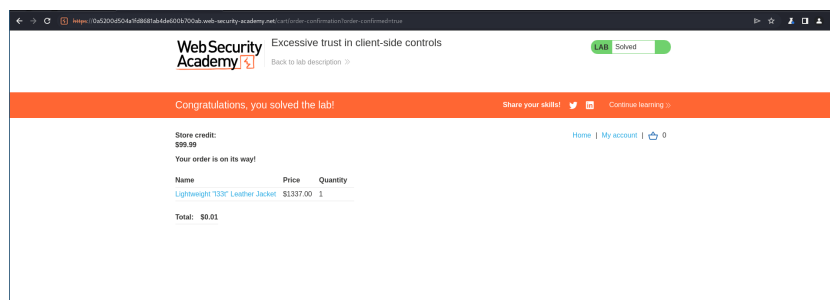 https://0a5200d504a1fd8681ab4de600b700ab.web-security-academy.net/cart/order-confirmation?order-confirmed=true
Web Security Academy
Excessive trust in client-side controls
Back to lab description
LAB Solved
Congratulations, you solved the lab!
Share your skills!
Continue learning
Store credit:
$99.99
Home | My account | 0
Your order is on its way!
Name Price Quantity
Lightweight "l33t" Leather Jacket $1337.00 1
Total: $0.01